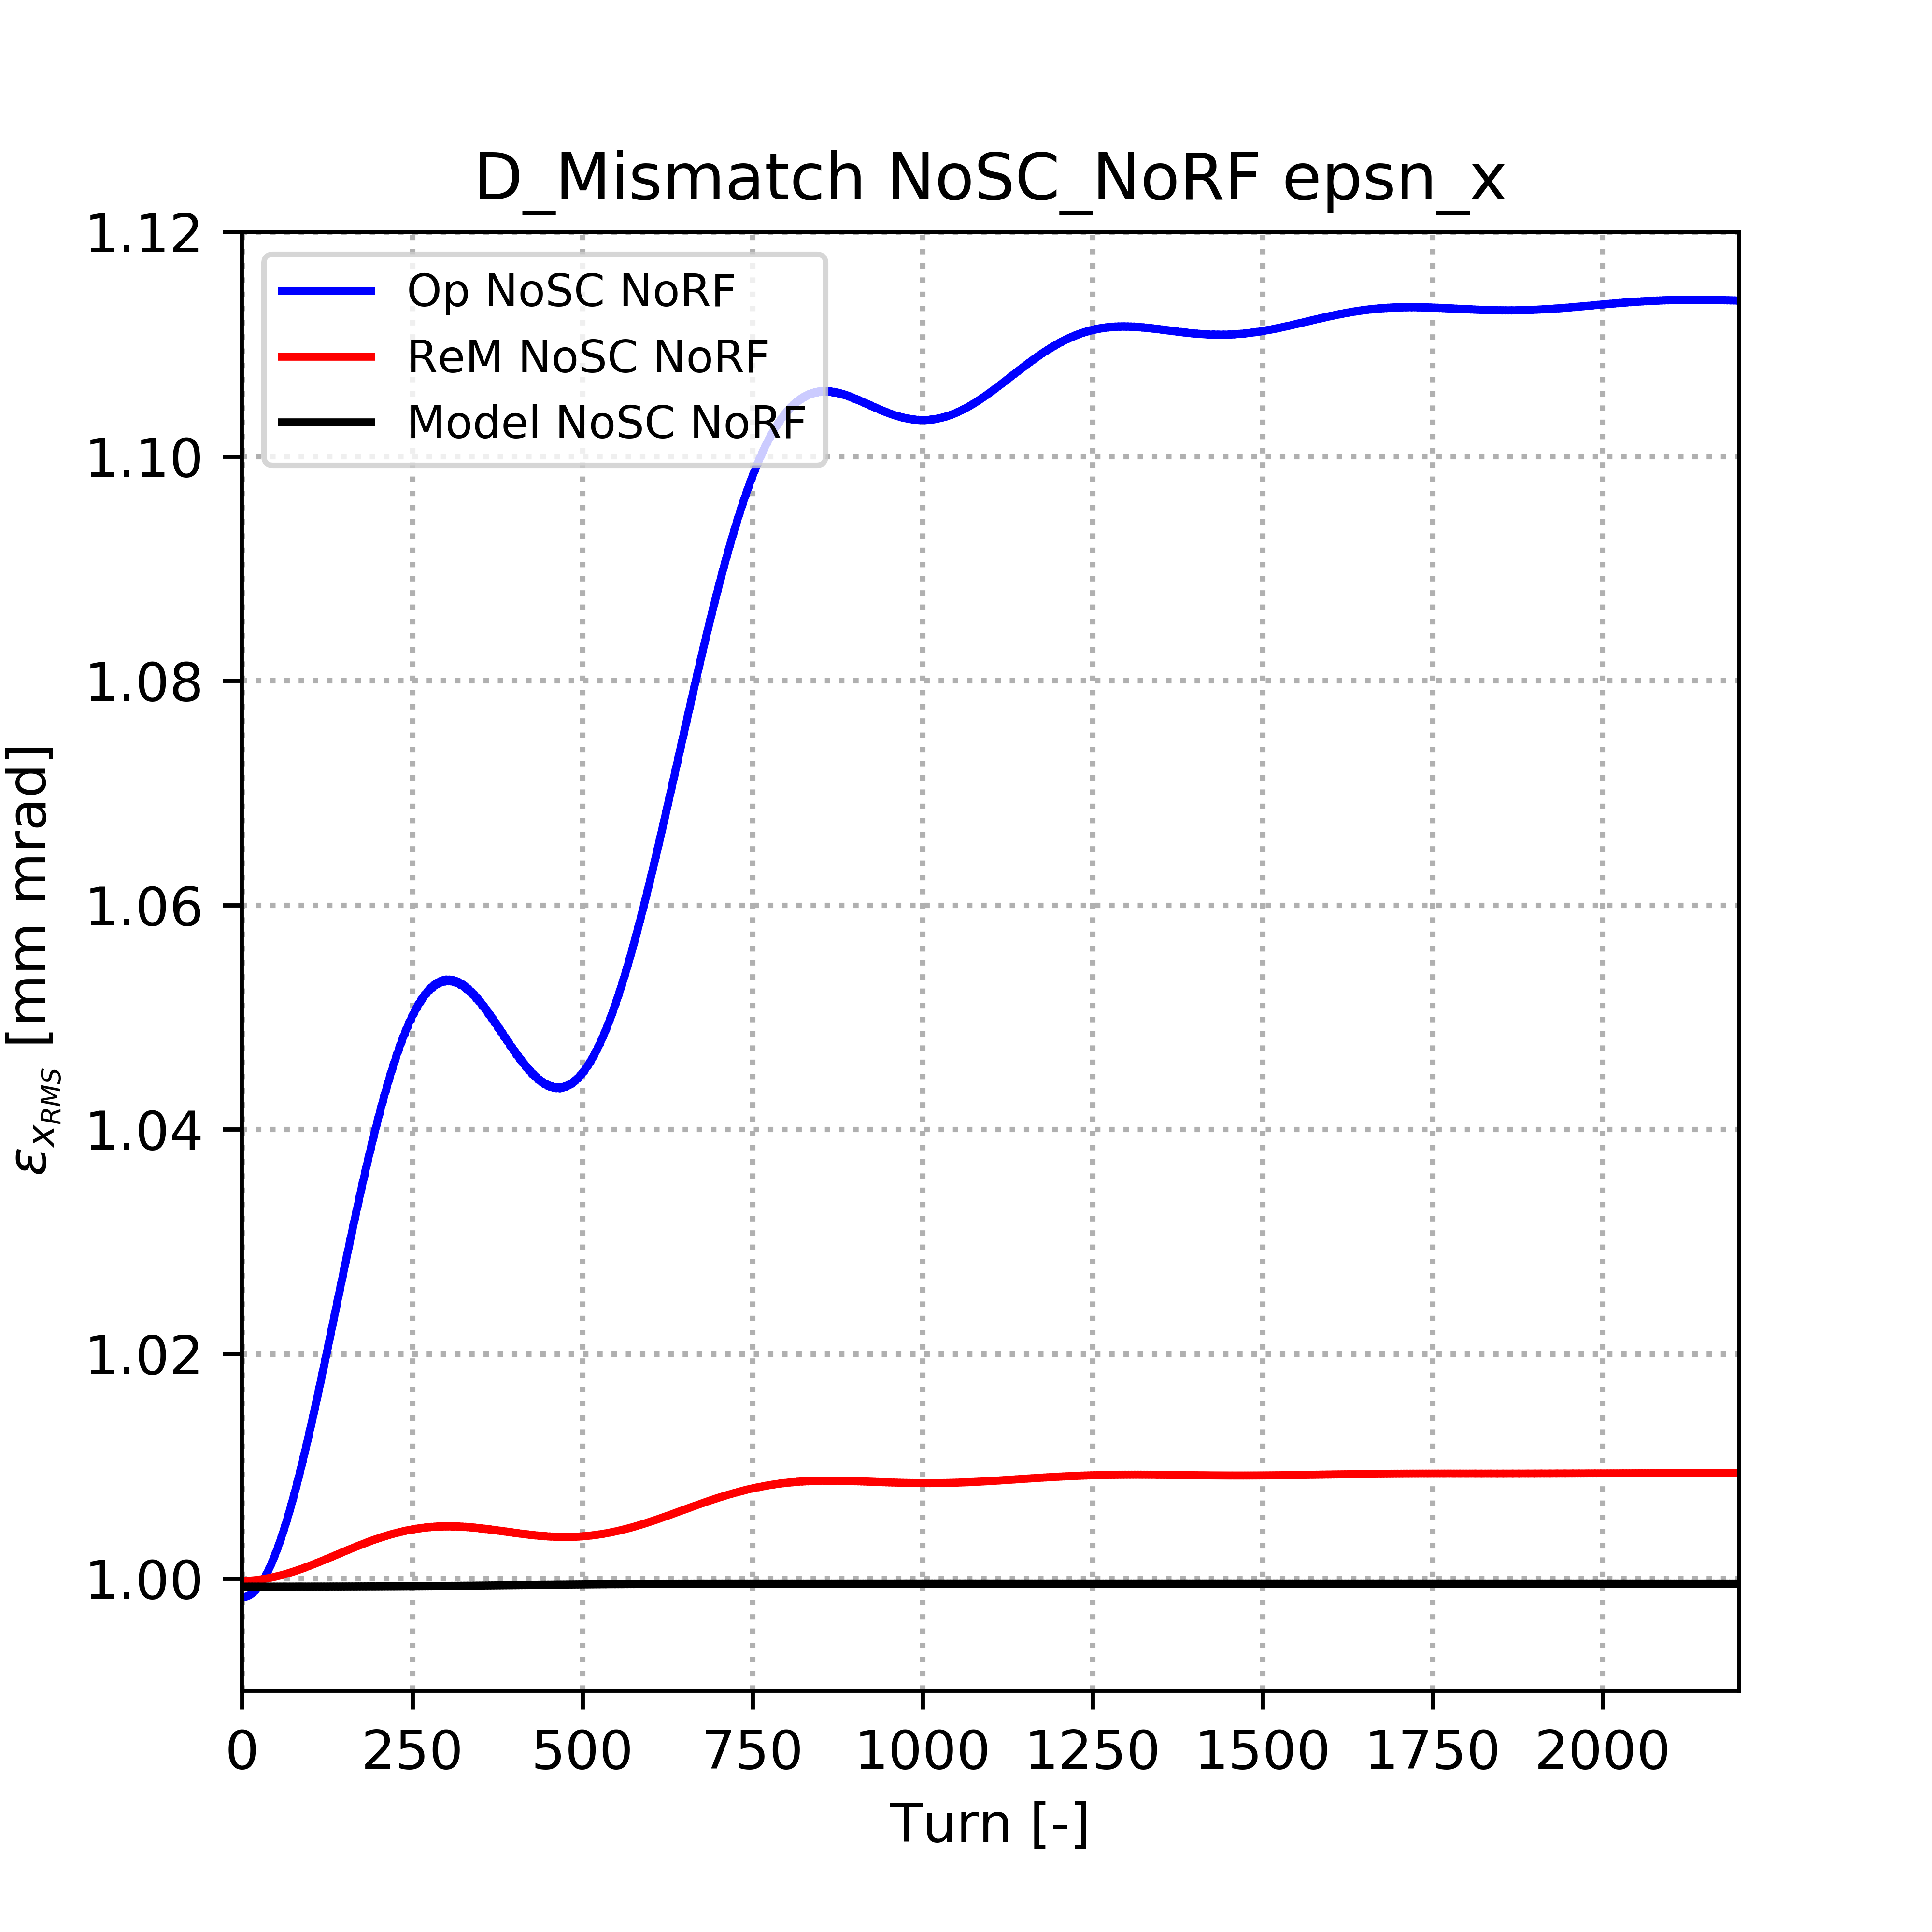 D_Mismatch NoSC_NoRF epsn_x
1.12
1.10
1.08
1.06
1.04
1.02
1.00
Op NoSC NoRF
ReM NoSC NoRF
Model NoSC NoRF
ε_{x_{RMS}} [mm mrad]
0 250 500 750 1000 1250 1500 1750 2000
Turn [-]